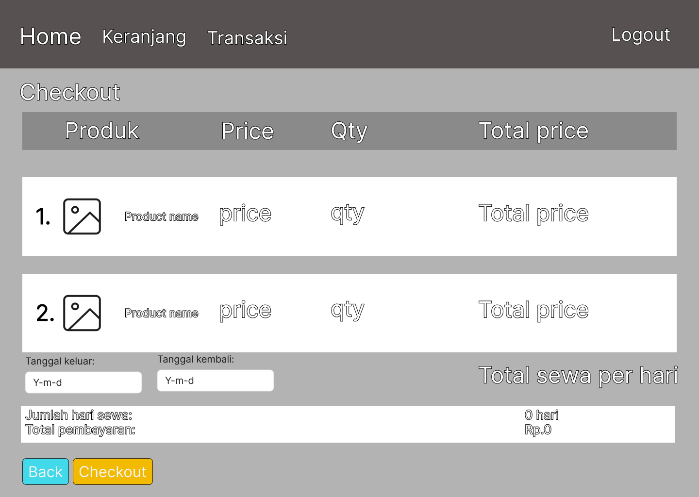 Home Keranjang Transaksi Logout
Checkout
Produk Price Qty Total price
1. Product name price qty Total price
2. Product name price qty Total price
Tanggal keluar: Tanggal kembali:
Y-m-d Y-m-d Total sewa per hari
Jumlah hari sewa: 0 hari
Total pembayaran: Rp.0
Back Checkout